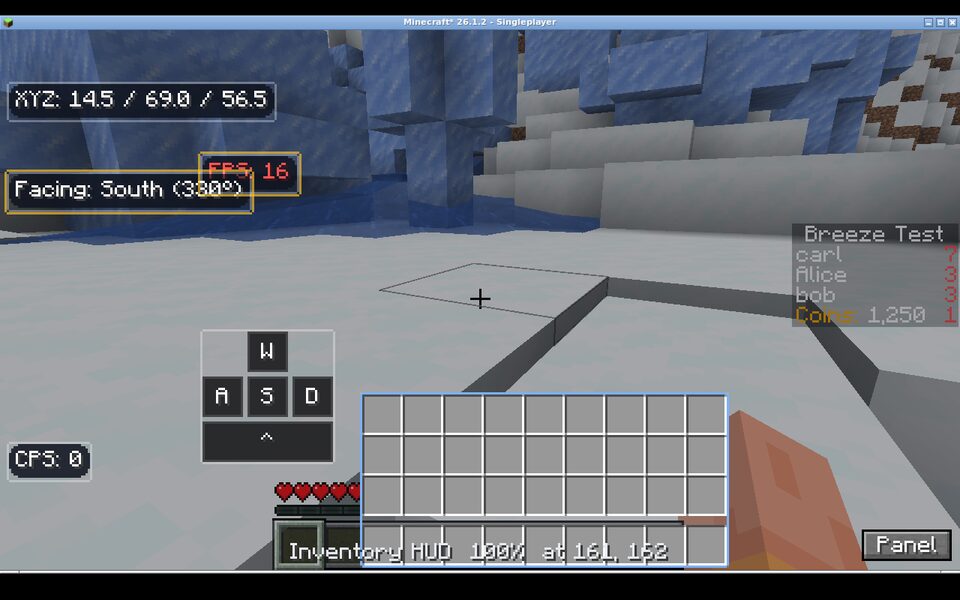 Minecraft* 26.1.2 - Singleplayer
XYZ: 14.5 / 69.0 / 56.5
FPS: 16
Facing: South (330°)
Breeze Test
carl 7
Alice 3
bob 3
Coins: 1,250 1
W
A S D
^
CPS: 0
Inventory HUD 100% at 161, 162
Panel